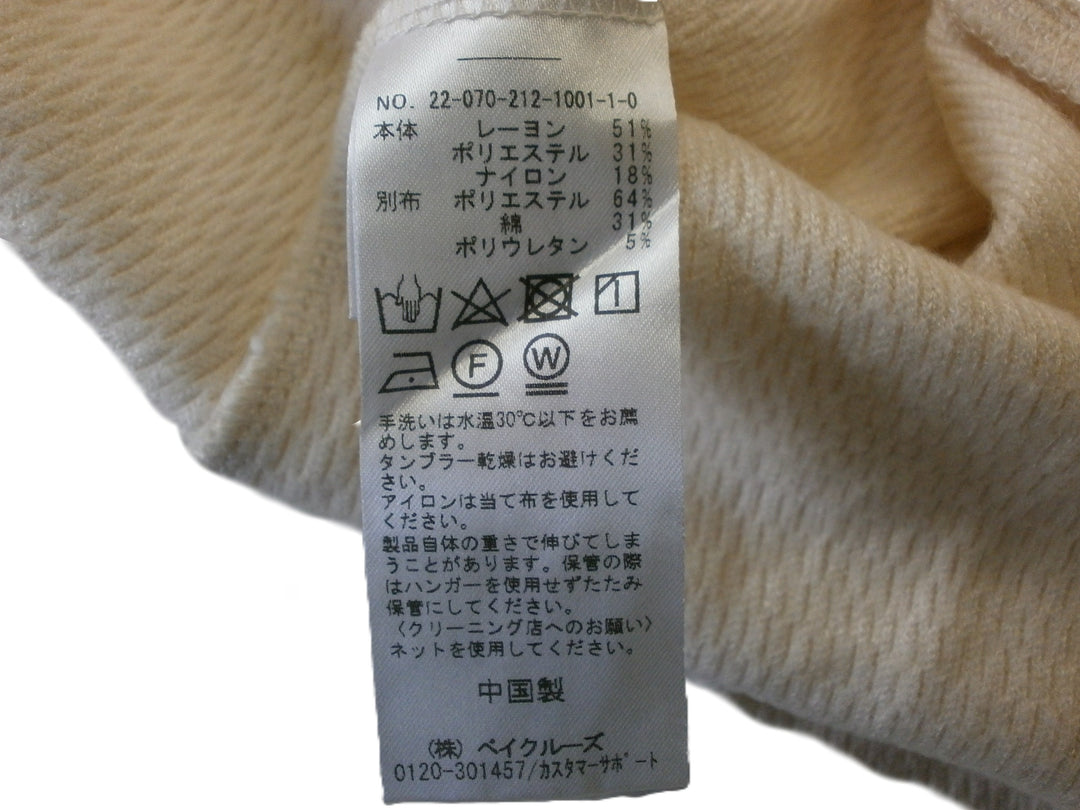 NO. 22-070-212-1001-1-0
本体 レーヨン 51%
ポリエステル 31%
ナイロン 18%
別布 ポリエステル 64%
綿 31%
ポリウレタン 5%
F W
手洗いは水温30℃以下をお薦
めします。
タンブラー乾燥はお避けくだ
さい。
アイロンは当て布を使用して
ください。
製品自体の重さで伸びてしま
うことがあります。保管の際
はハンガーを使用せずたたみ
保管にしてください。
〈クリーニング店へのお願い〉
ネットを使用してください。
中国製
(株) ベイクルーズ
0120-301457/カスタマーサポート